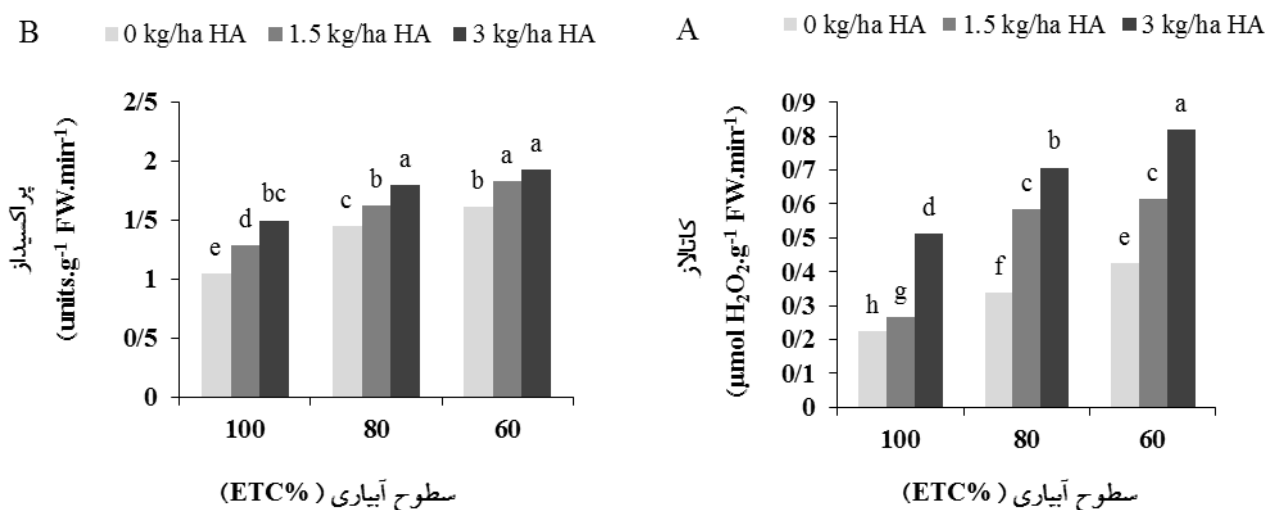 B
0 kg/ha HA 1.5 kg/ha HA 3 kg/ha HA
پراکسیداز
(units.g⁻¹ FW.min⁻¹)
2/5
2
1/5
1
0/5
0
e d bc
c b a
b a a
100 80 60
سطوح آبیاری ( ETC%)
A
0 kg/ha HA 1.5 kg/ha HA 3 kg/ha HA
کاتالاز
(µmol H₂O₂.g⁻¹ FW.min⁻¹)
0/9
0/8
0/7
0/6
0/5
0/4
0/3
0/2
0/1
0
h g d
f c b
e c a
100 80 60
سطوح آبیاری ( ETC%)